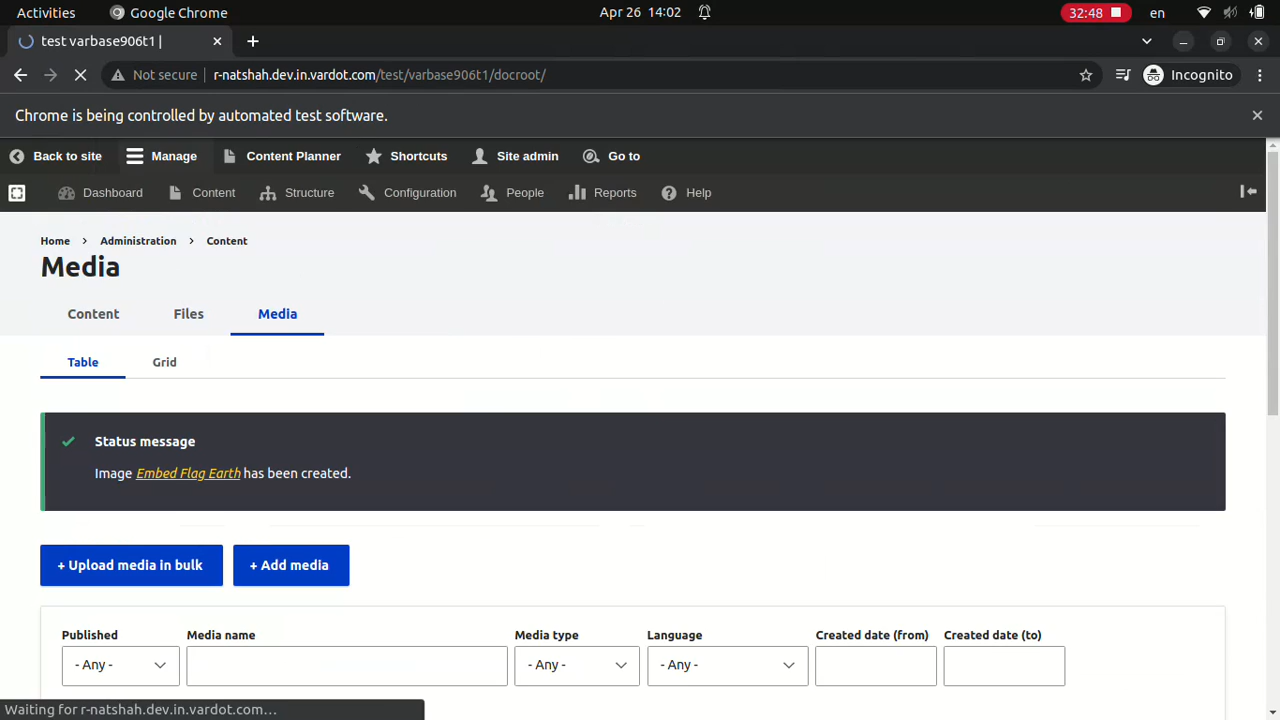 Activities Google Chrome Apr 26 14:02 32:48 en
test varbase906t1 |
Not secure r-natshah.dev.in.vardot.com/test/varbase906t1/docroot/ Incognito
Chrome is being controlled by automated test software.
Back to site Manage Content Planner Shortcuts Site admin Go to
Dashboard Content Structure Configuration People Reports Help
Home › Administration › Content
Media
Content Files Media
Table Grid
Status message
Image Embed Flag Earth has been created.
+ Upload media in bulk + Add media
Published Media name Media type Language Created date (from) Created date (to)
- Any - - Any - - Any -
Waiting for r-natshah.dev.in.vardot.com...